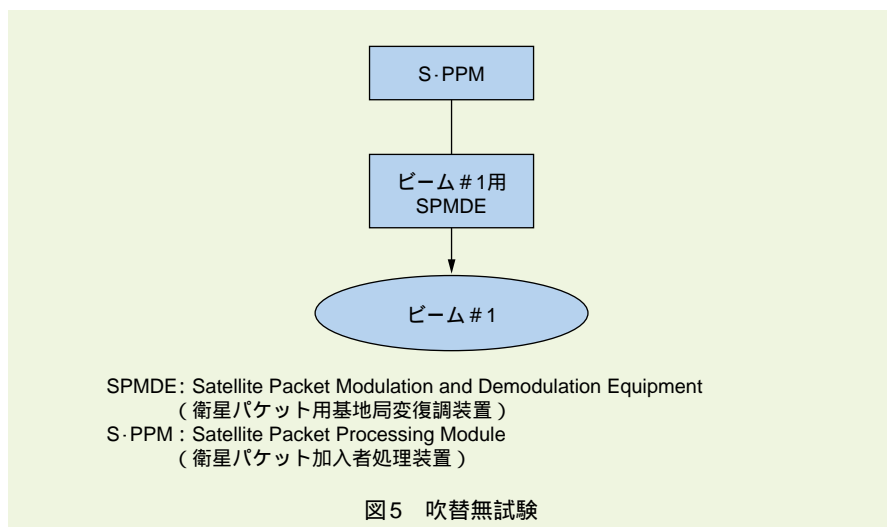 S·PPM
ビーム＃1用
SPMDE
ビーム＃1
SPMDE: Satellite Packet Modulation and Demodulation Equipment
（衛星パケット用基地局変復調装置）
S·PPM : Satellite Packet Processing Module
（衛星パケット加入者処理装置）
図5　吹替無試験